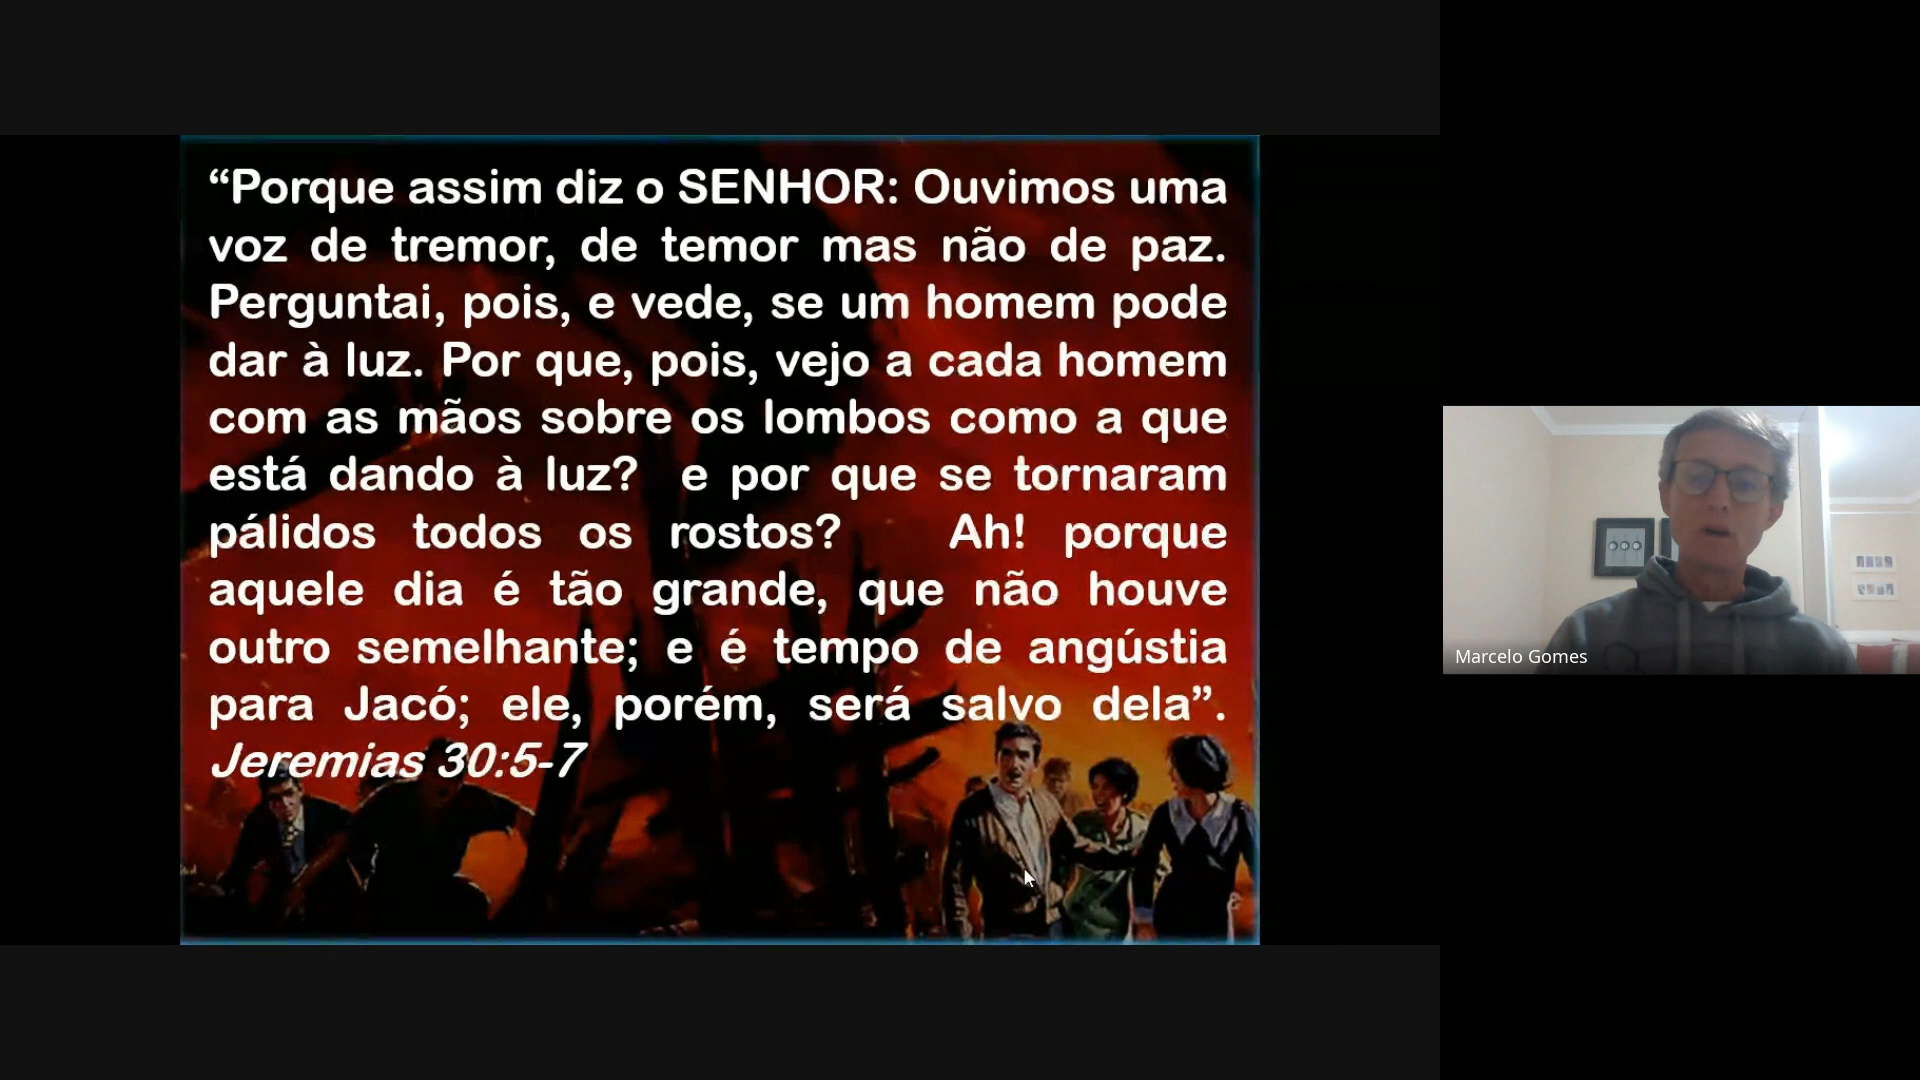 “Porque assim diz o SENHOR: Ouvimos uma
voz de tremor, de temor mas não de paz.
Perguntai, pois, e vede, se um homem pode
dar à luz. Por que, pois, vejo a cada homem
com as mãos sobre os lombos como a que
está dando à luz? e por que se tornaram
pálidos todos os rostos? Ah! porque
aquele dia é tão grande, que não houve
outro semelhante; e é tempo de angústia
para Jacó; ele, porém, será salvo dela”.
Jeremias 30:5-7
Marcelo Gomes